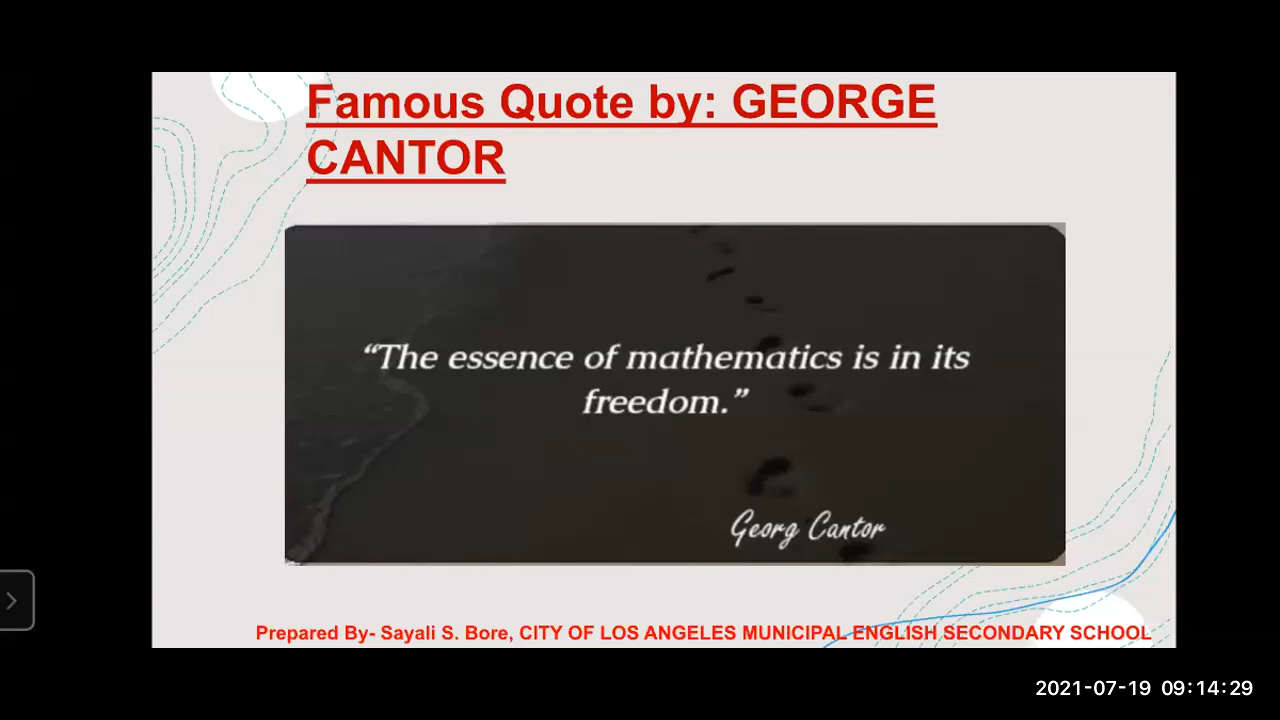 Famous Quote by: GEORGE
CANTOR
“The essence of mathematics is in its
freedom.”
Georg Cantor
Prepared By- Sayali S. Bore, CITY OF LOS ANGELES MUNICIPAL ENGLISH SECONDARY SCHOOL
2021-07-19 09:14:29